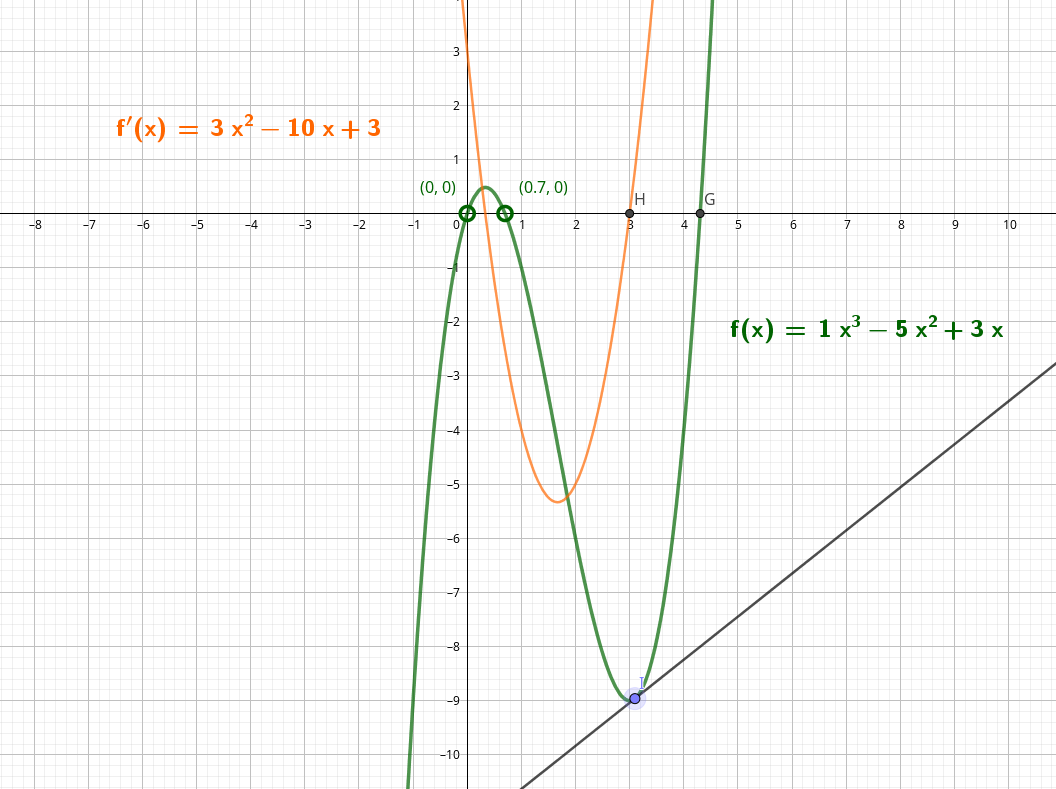 3
2
f′(x) = 3 x² − 10 x + 3
1
(0, 0)
(0.7, 0)
H
G
–8 –7 –6 –5 –4 –3 –2 –1 0 1 2 3 4 5 6 7 8 9 10
–1
–2
f(x) = 1 x³ − 5 x² + 3 x
–3
–4
–5
–6
–7
–8
I
–9
–10